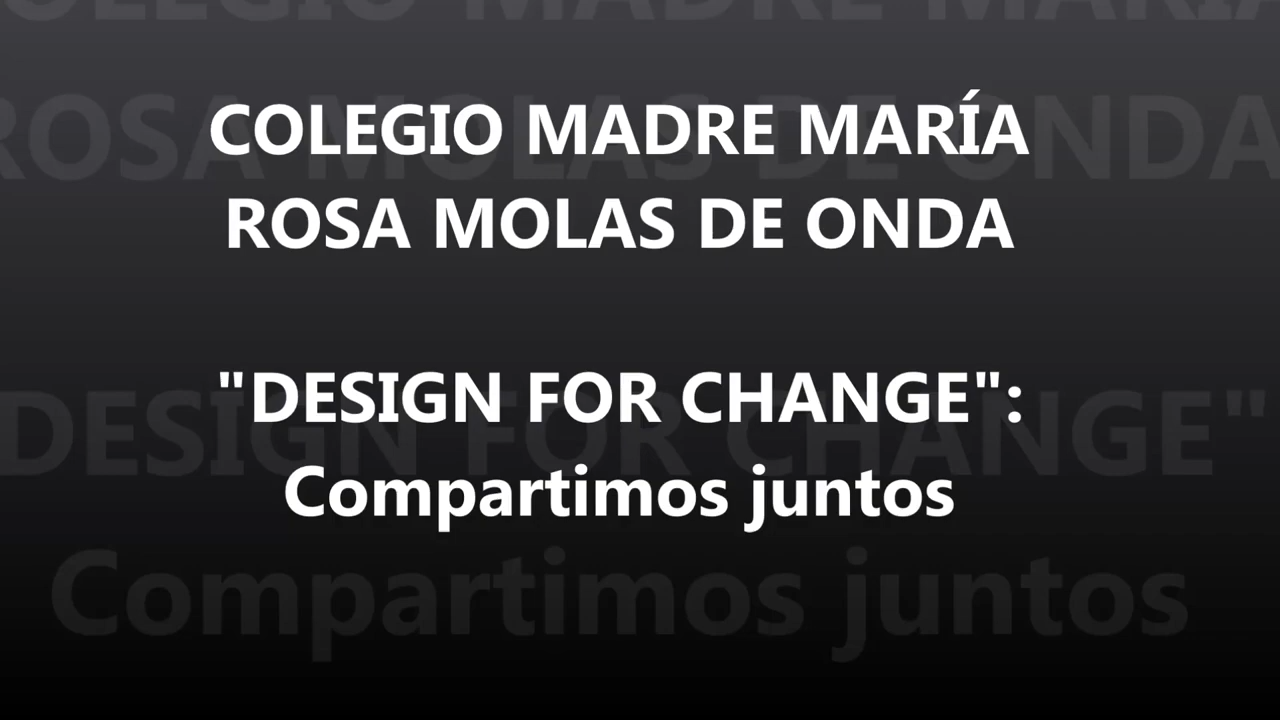 COLEGIO MADRE MARÍA
ROSA MOLAS DE ONDA
"DESIGN FOR CHANGE":
Compartimos juntos